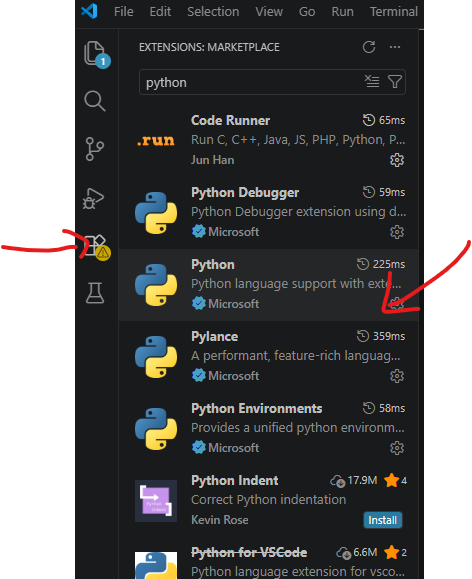 File Edit Selection View Go Run Terminal
EXTENSIONS: MARKETPLACE
1
python
Code Runner 65ms
.run
Run C, C++, Java, JS, PHP, Python, P...
Jun Han
Python Debugger 59ms
Python Debugger extension using d...
Microsoft
Python 225ms
Python language support with exte...
Microsoft
Pylance 359ms
A performant, feature-rich languag...
Microsoft
Python Environments 58ms
Provides a unified python environm...
Microsoft
Python Indent 17.9M 4
Correct Python indentation
Kevin Rose Install
Python for VSCode 6.6M 2
Python language extension for vsco...